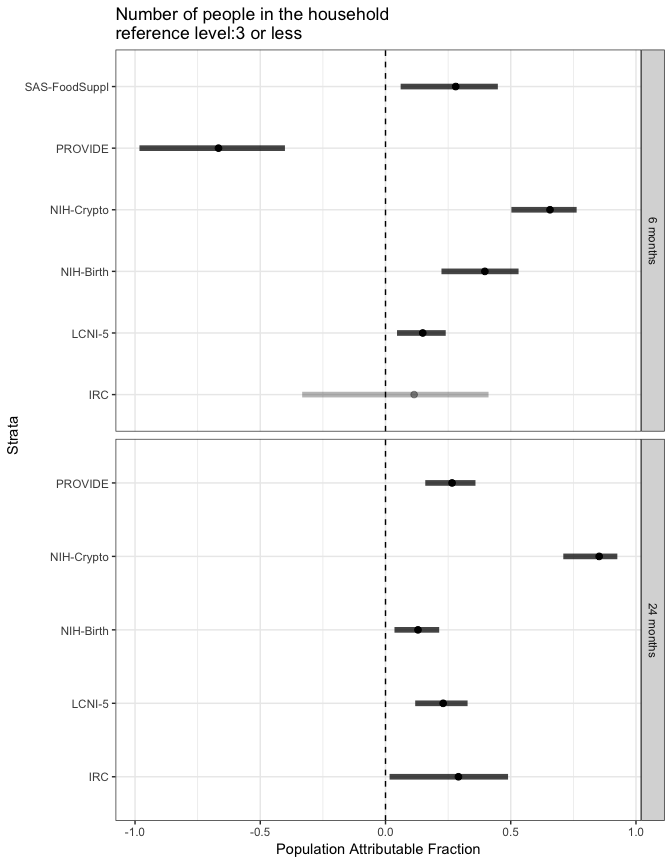 Number of people in the household
reference level:3 or less
SAS-FoodSuppl
PROVIDE
NIH-Crypto
NIH-Birth
LCNI-5
IRC
6 months
Strata
PROVIDE
NIH-Crypto
NIH-Birth
LCNI-5
IRC
24 months
-1.0 -0.5 0.0 0.5 1.0
Population Attributable Fraction